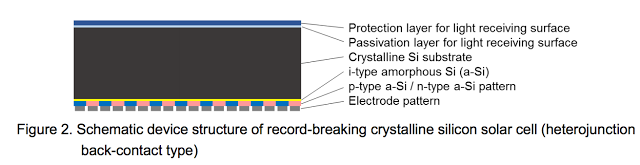 Protection layer for light receiving surface
Passivation layer for light receiving surface
Crystalline Si substrate
i-type amorphous Si (a-Si)
p-type a-Si / n-type a-Si pattern
Electrode pattern
Figure 2. Schematic device structure of record-breaking crystalline silicon solar cell (heterojunction
back-contact type)